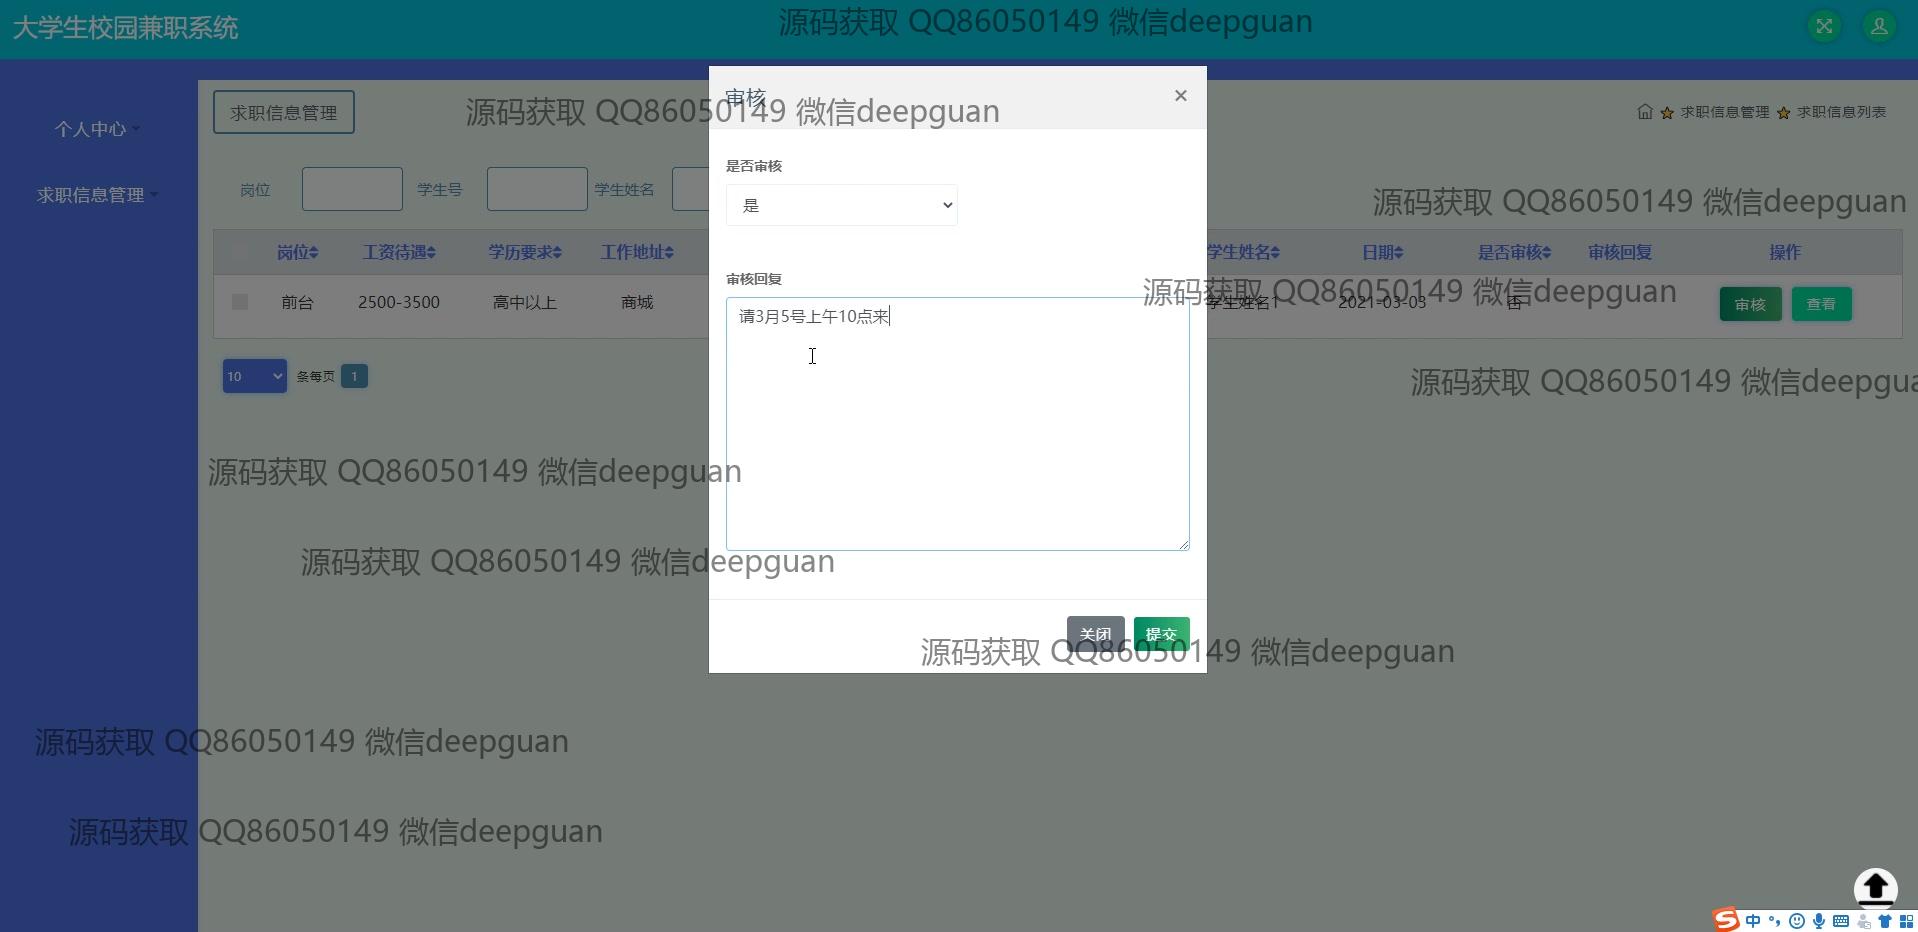 大学生校园兼职系统
源码获取 QQ86050149 微信deepguan
审核
×
求职信息管理
源码获取 QQ86050149 微信deepguan
求职信息管理
求职信息列表
个人中心
求职信息管理
是否审核
是
岗位
学生号
学生姓名
源码获取 QQ86050149 微信deepguan
岗位
工资待遇
学历要求
工作地址
学生姓名
日期
是否审核
审核回复
操作
审核回复
源码获取 QQ86050149 微信deepguan
前台
2500-3500
高中以上
商城
学生姓名1
2021-03-03
否
审核
查看
请3月5号上午10点来
10
条每页
1
源码获取 QQ86050149 微信deepgua
源码获取 QQ86050149 微信deepguan
源码获取 QQ86050149 微信deepguan
关闭
提交
源码获取 QQ86050149 微信deepguan
源码获取 QQ86050149 微信deepguan
源码获取 QQ86050149 微信deepguan
S
中